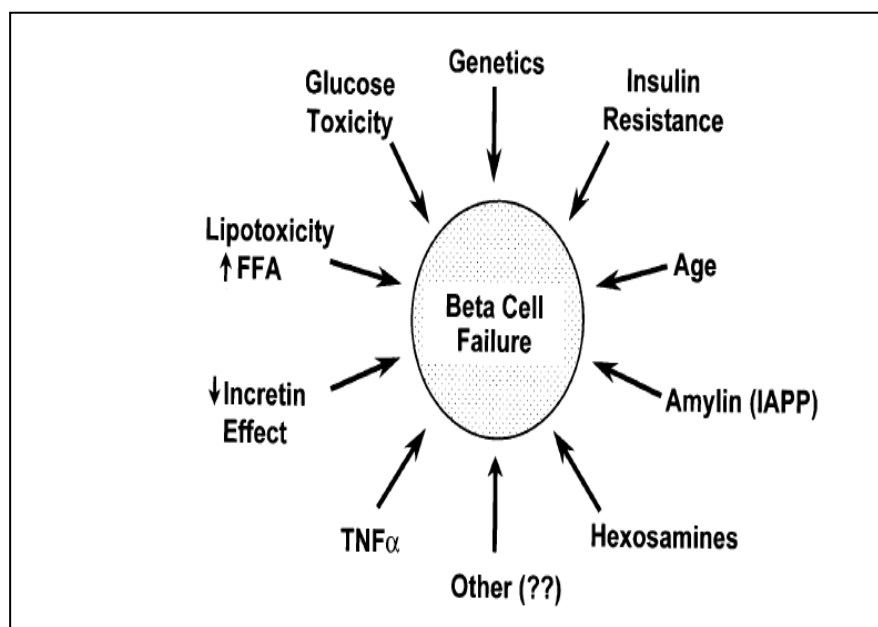 Genetics
Glucose
Toxicity
Insulin
Resistance
Lipotoxicity
↑FFA
Age
Beta Cell
Failure
↓Incretin
Effect
Amylin (IAPP)
TNFα
Hexosamines
Other (??)